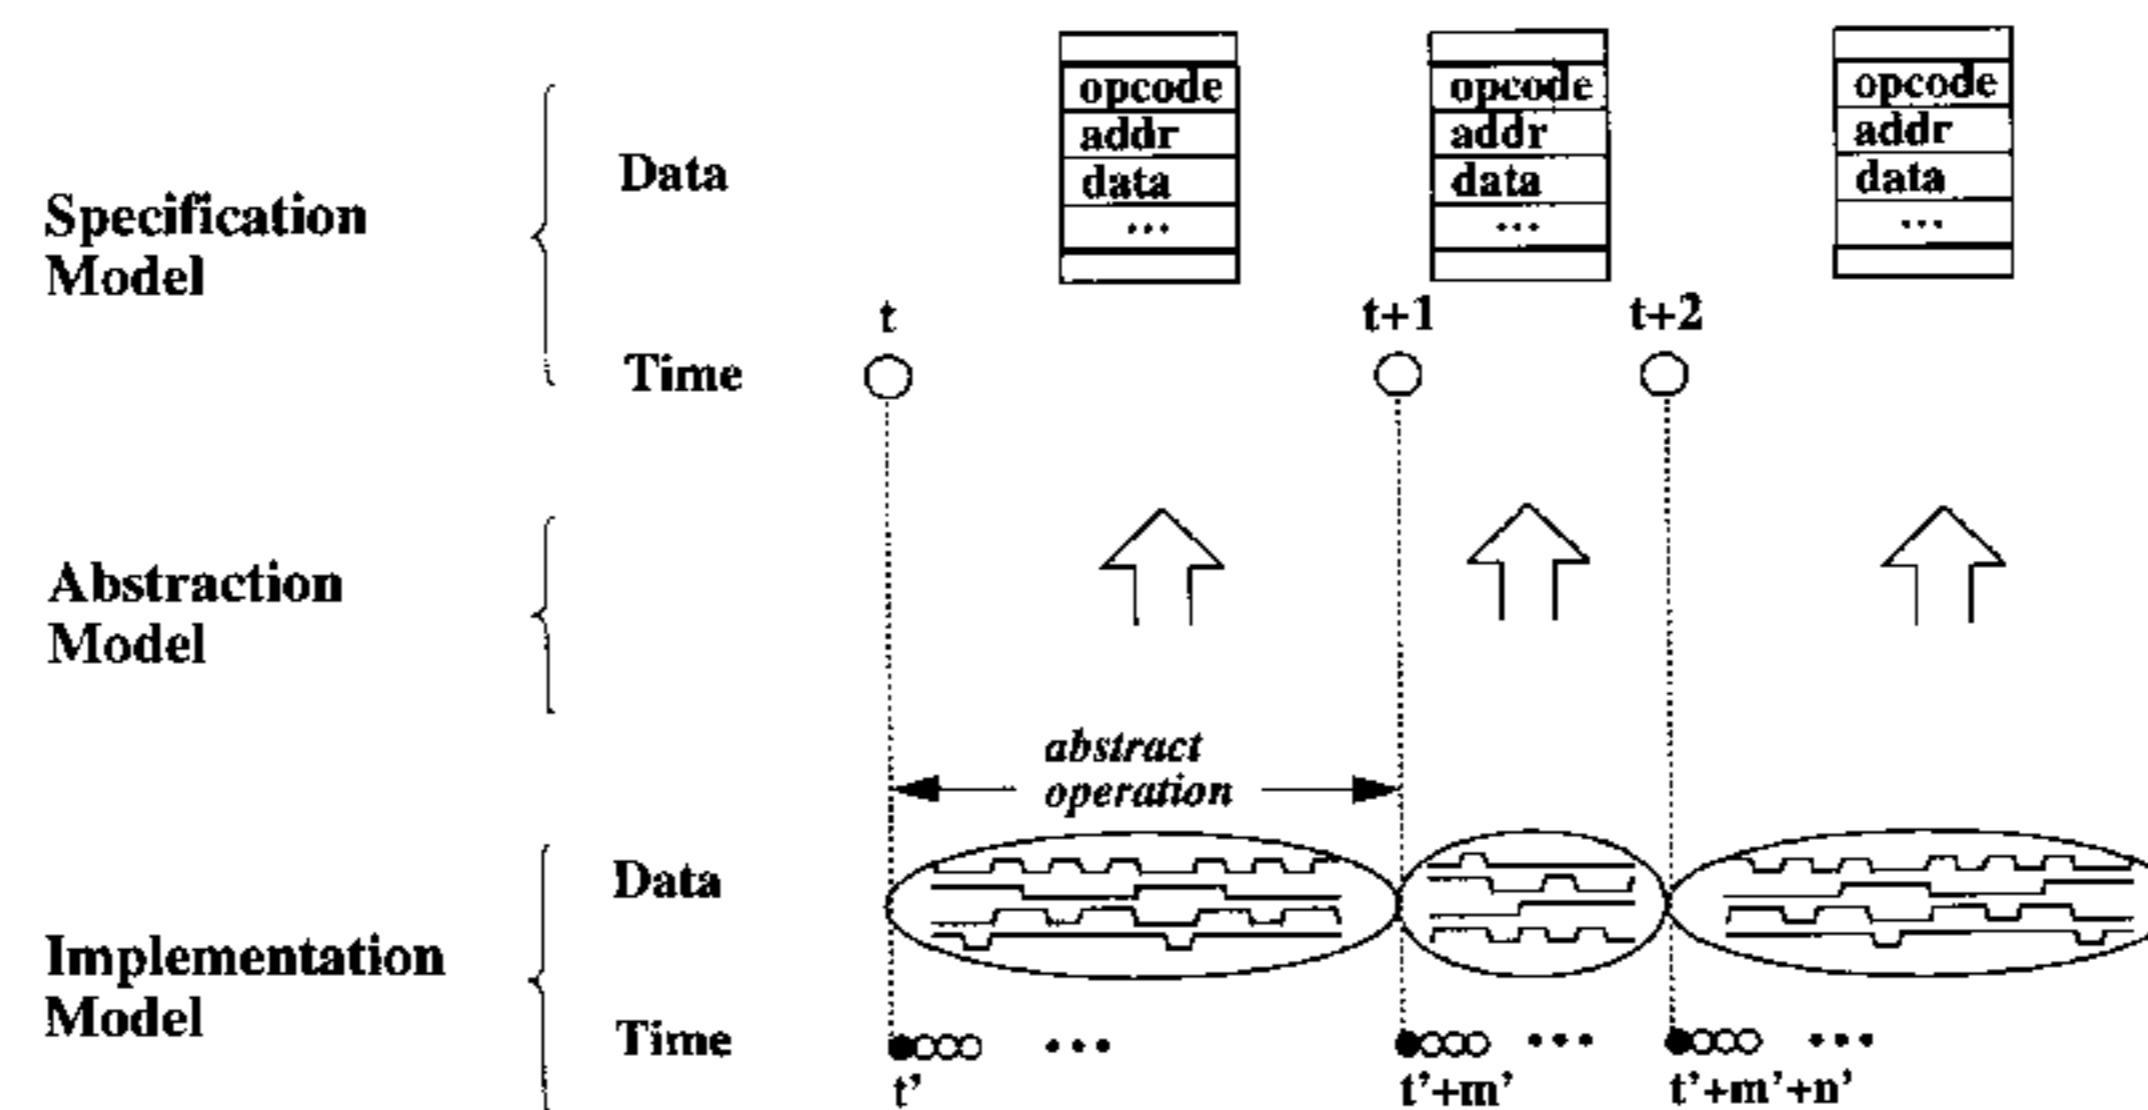 opcode opcode opcode
addr addr addr
Data data data data
Specification
Model
... ... ...
t t+1 t+2
Time
Abstraction
Model
abstract
operation
Data
Implementation
Model
Time ... ... ...
t' t'+m' t'+m'+n'